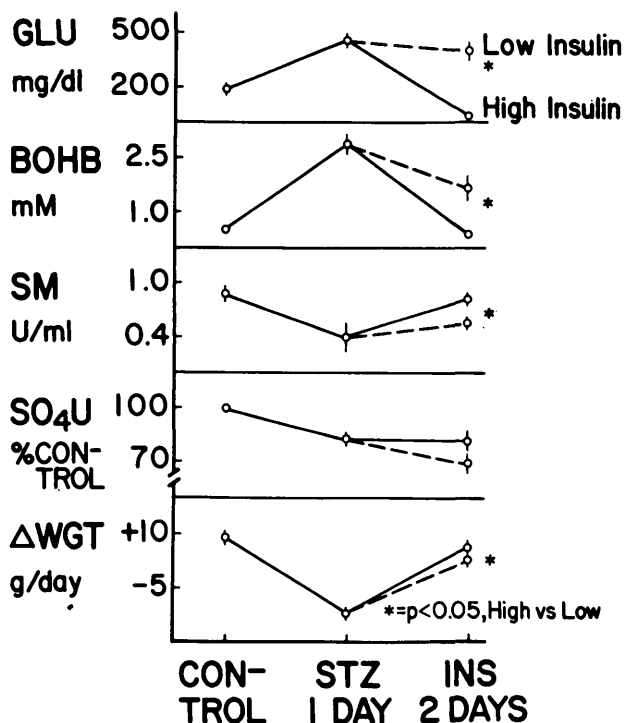 GLU 500
mg/dl 200
Low Insulin
*
High Insulin
BOHB 2.5
mM 1.0
*
SM 1.0
U/ml 0.4
*
SO₄U 100
%CON- 70
TROL
ΔWGT +10
g/day -5
*
*=p<0.05, High vs Low
CON- STZ INS
TROL 1 DAY 2 DAYS